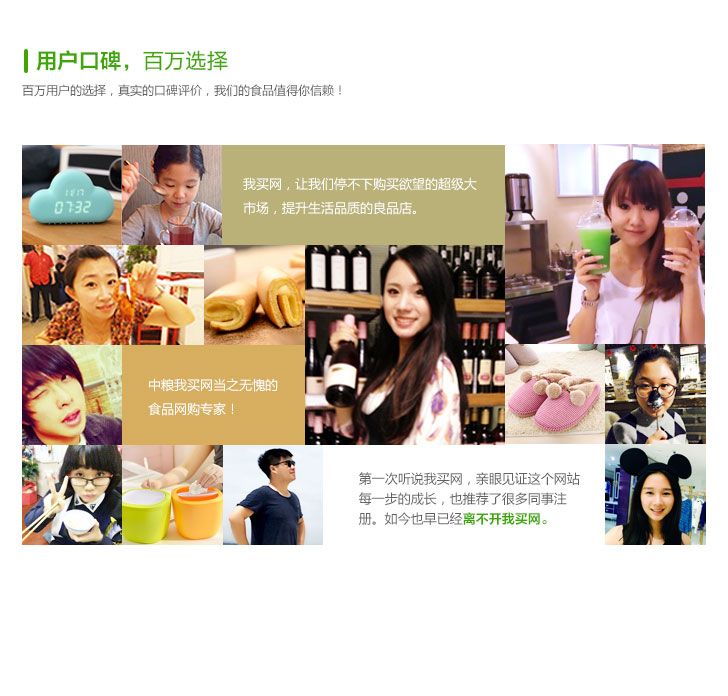 用户口碑，百万选择
百万用户的选择，真实的口碑评价，我们的食品值得你信赖！
我买网，让我们停不下购买欲望的超级大
市场，提升生活品质的良品店。
07:32
中粮我买网当之无愧的
食品网购专家！
第一次听说我买网，亲眼见证这个网站
每一步的成长，也推荐了很多同事注
册。如今也早已经离不开我买网。